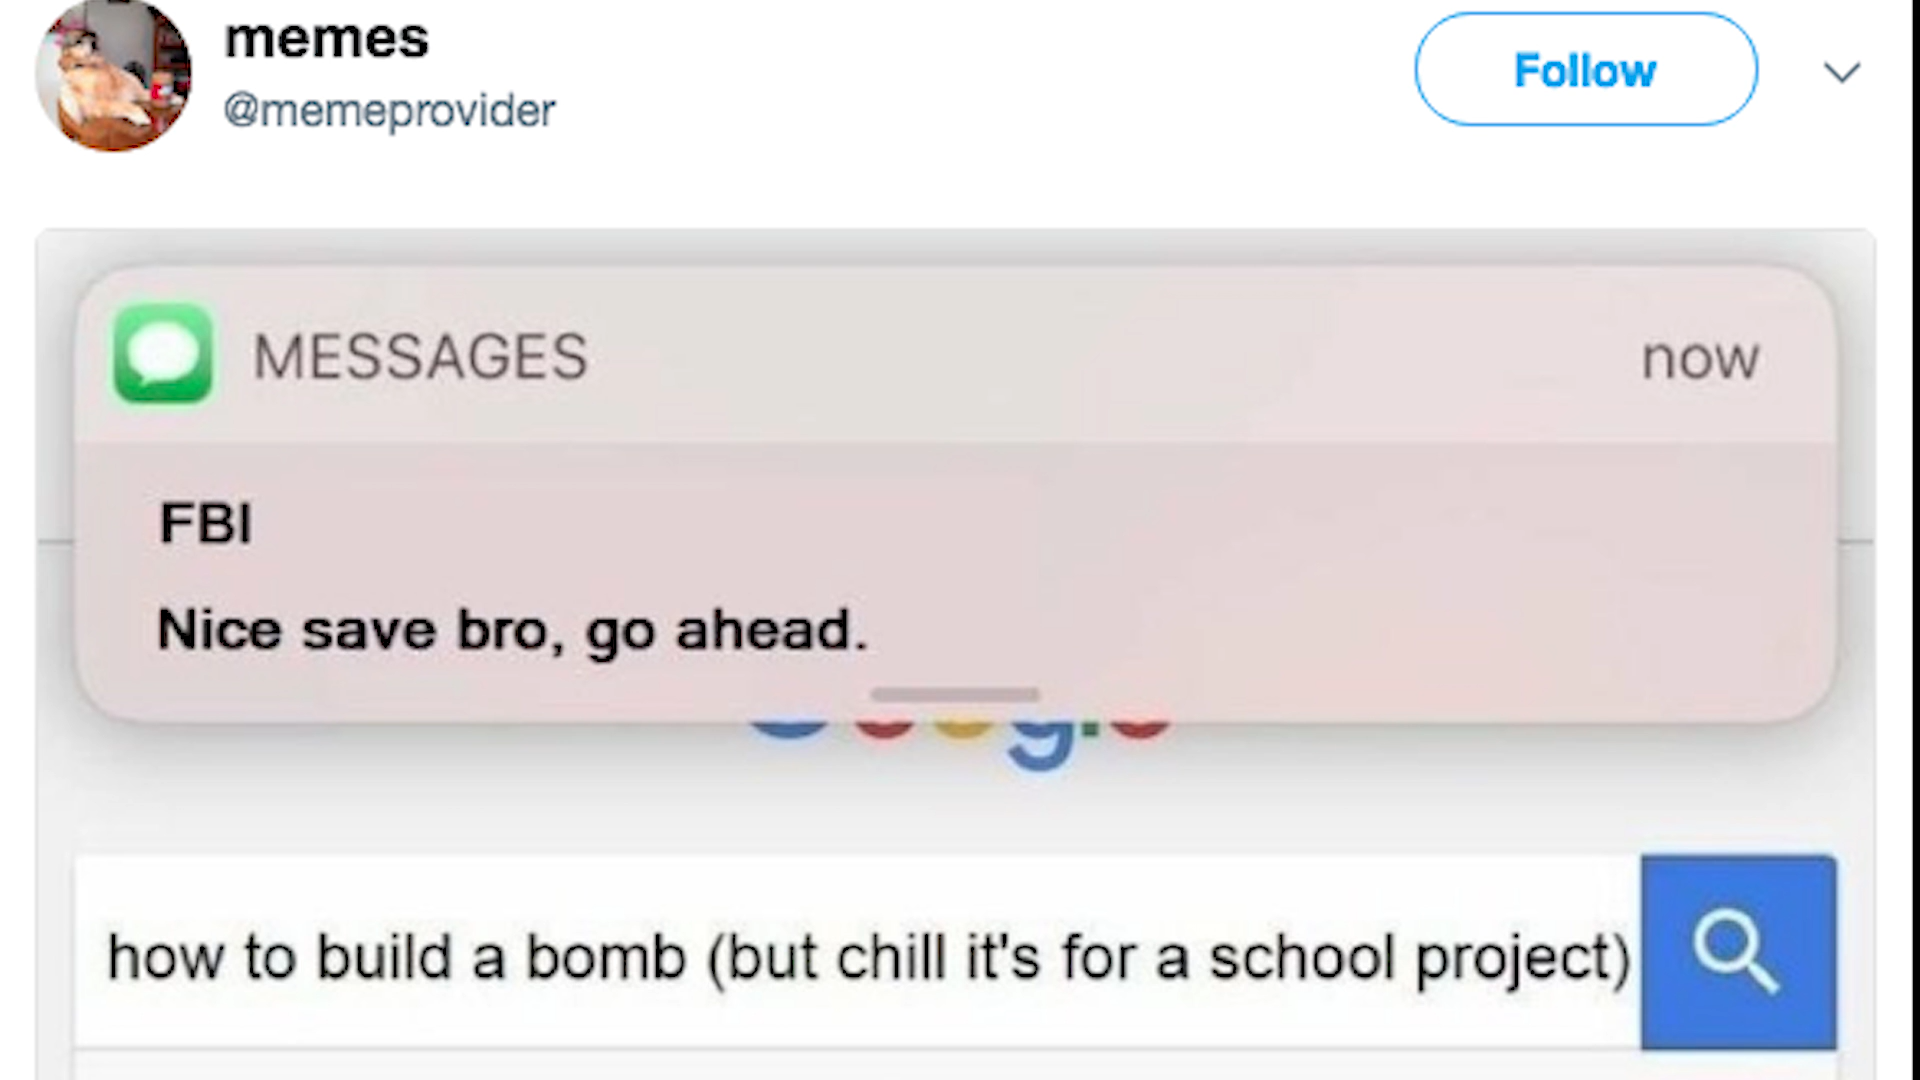 memes
@memeprovider
Follow
MESSAGES
now
FBI
Nice save bro, go ahead.
how to build a bomb (but chill it's for a school project)